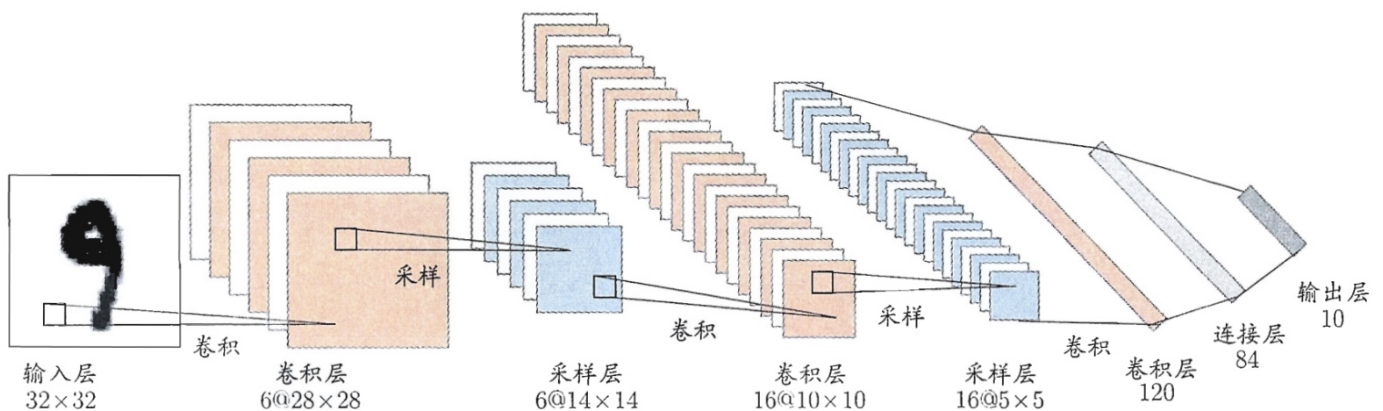 采样
卷积
卷积
采样
卷积
输入层
32×32
卷积层
6@28×28
采样层
6@14×14
卷积层
16@10×10
采样层
16@5×5
卷积层
120
连接层
84
输出层
10